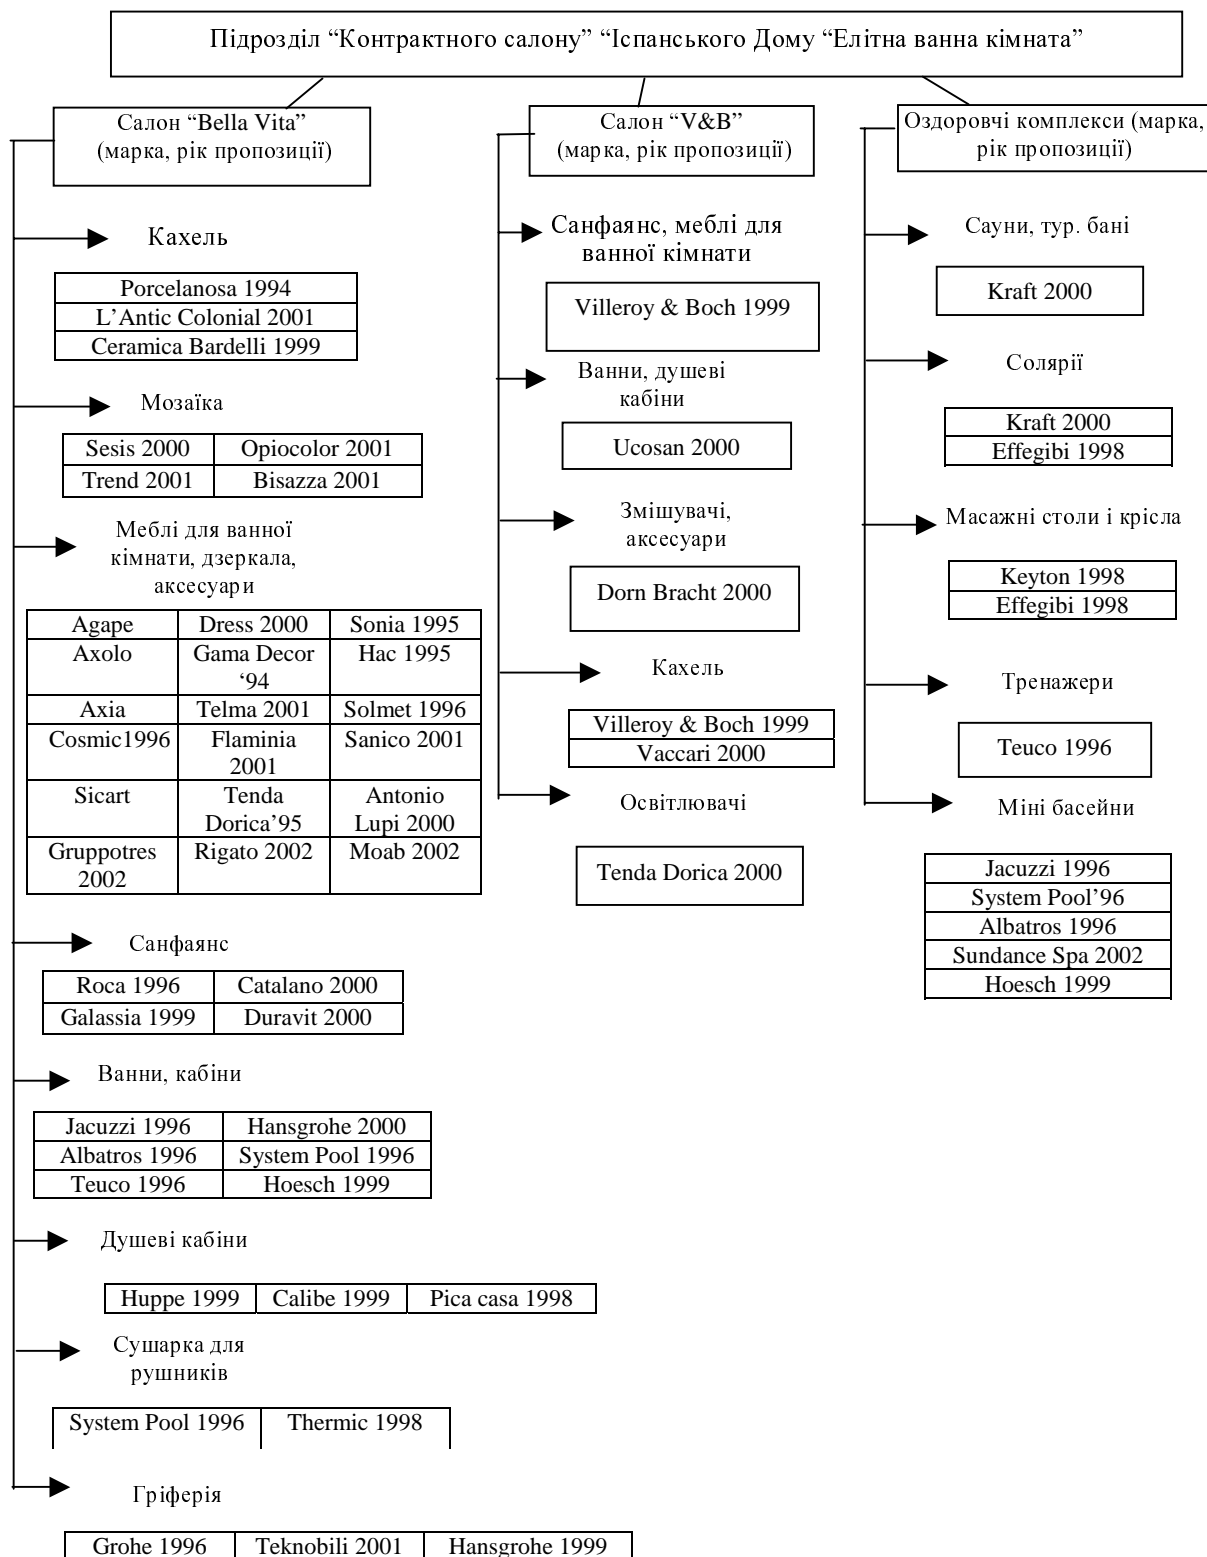 Підрозділ “Контрактного салону” “Іспанського Дому “Елітна ванна кімната”
Салон “Bella Vita”
(марка, рік пропозиції)
Кахель
Porcelanosa 1994
L’Antic Colonial 2001
Ceramica Bardelli 1999
Мозаїка
Sesis 2000 Opiocolor 2001
Trend 2001 Bisazza 2001
Меблі для ванної
кімнати, дзеркала,
аксесуари
Agape Dress 2000 Sonia 1995
Axolo Gama Decor Hac 1995
‘94
Axia Telma 2001 Solmet 1996
Cosmic1996 Flaminia Sanico 2001
2001
Sicart Tenda Antonio
Dorica’95 Lupi 2000
Gruppotres Rigato 2002 Moab 2002
2002
Санфаянс
Roca 1996 Catalano 2000
Galassia 1999 Duravit 2000
Ванни, кабіни
Jacuzzi 1996 Hansgrohe 2000
Albatros 1996 System Pool 1996
Teuco 1996 Hoesch 1999
Душеві кабіни
Huppe 1999 Calibe 1999 Pica casa 1998
Сушарка для
рушників
System Pool 1996 Thermic 1998
Гріферія
Grohe 1996 Teknobili 2001 Hansgrohe 1999
Салон “V&B”
(марка, рік пропозиції)
Санфаянс, меблі для
ванної кімнати
Villeroy & Boch 1999
Ванни, душеві
кабіни
Ucosan 2000
Змішувачі,
аксесуари
Dorn Bracht 2000
Кахель
Villeroy & Boch 1999
Vaccari 2000
Освітлювачі
Tenda Dorica 2000
Оздоровчі комплекси (марка,
рік пропозиції)
Сауни, тур. бані
Kraft 2000
Солярії
Kraft 2000
Effegibi 1998
Масажні столи і крісла
Keyton 1998
Effegibi 1998
Тренажери
Teuco 1996
Міні басейни
Jacuzzi 1996
System Pool’96
Albatros 1996
Sundance Spa 2002
Hoesch 1999